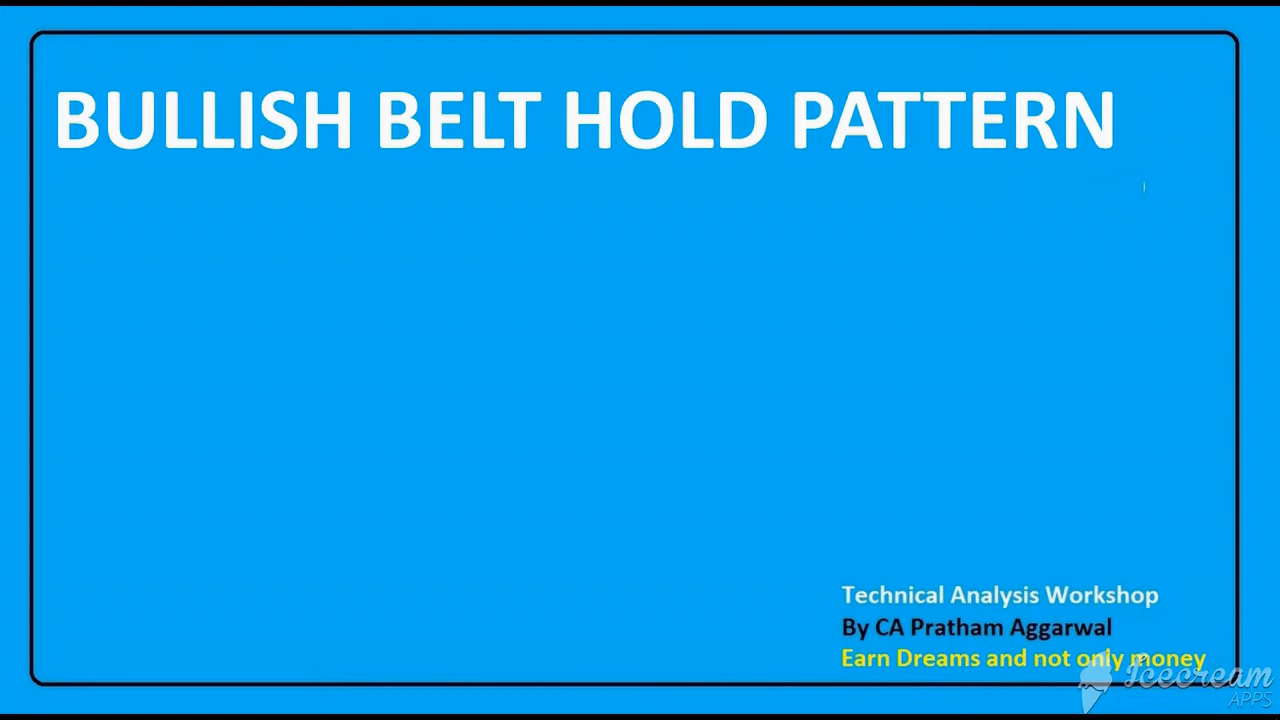 BULLISH BELT HOLD PATTERN
Technical Analysis Workshop
By CA Pratham Aggarwal
Earn Dreams and not only money
Icecream
APPS